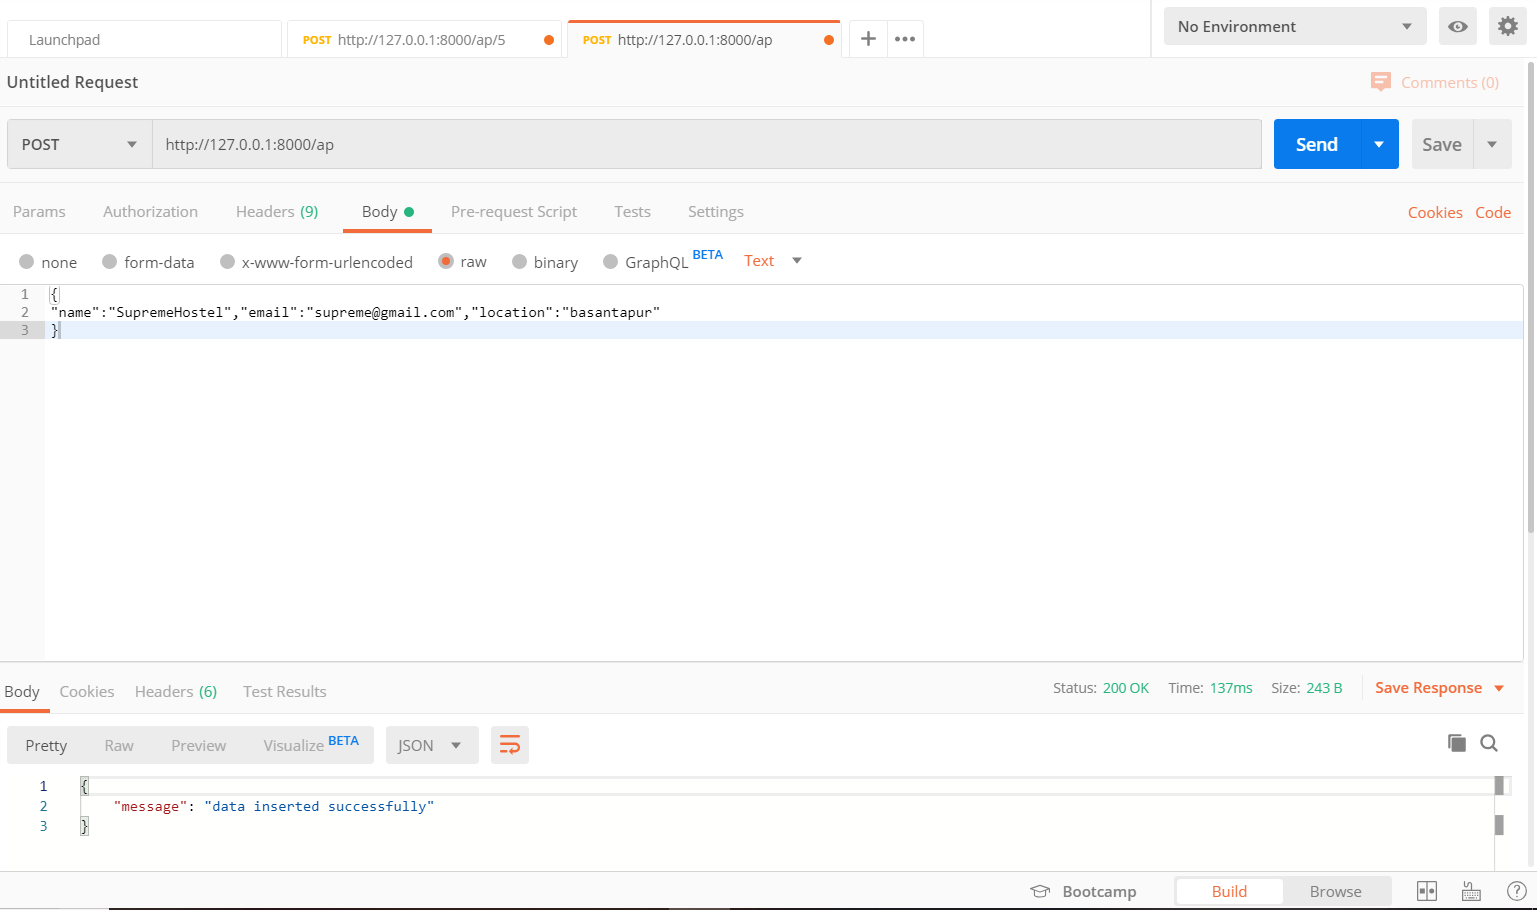 Launchpad
POST http://127.0.0.1:8000/ap/5
POST http://127.0.0.1:8000/ap
No Environment
Untitled Request
Comments (0)
POST
http://127.0.0.1:8000/ap
Send
Save
Params
Authorization
Headers (9)
Body
Pre-request Script
Tests
Settings
Cookies
Code
none
form-data
x-www-form-urlencoded
raw
binary
GraphQL BETA
Text
1 {
2 "name":"SupremeHostel","email":"supreme@gmail.com","location":"basantapur"
3 }
Body
Cookies
Headers (6)
Test Results
Status: 200 OK
Time: 137ms
Size: 243 B
Save Response
Pretty
Raw
Preview
Visualize BETA
JSON
1 {
2 "message": "data inserted successfully"
3 }
Bootcamp
Build
Browse